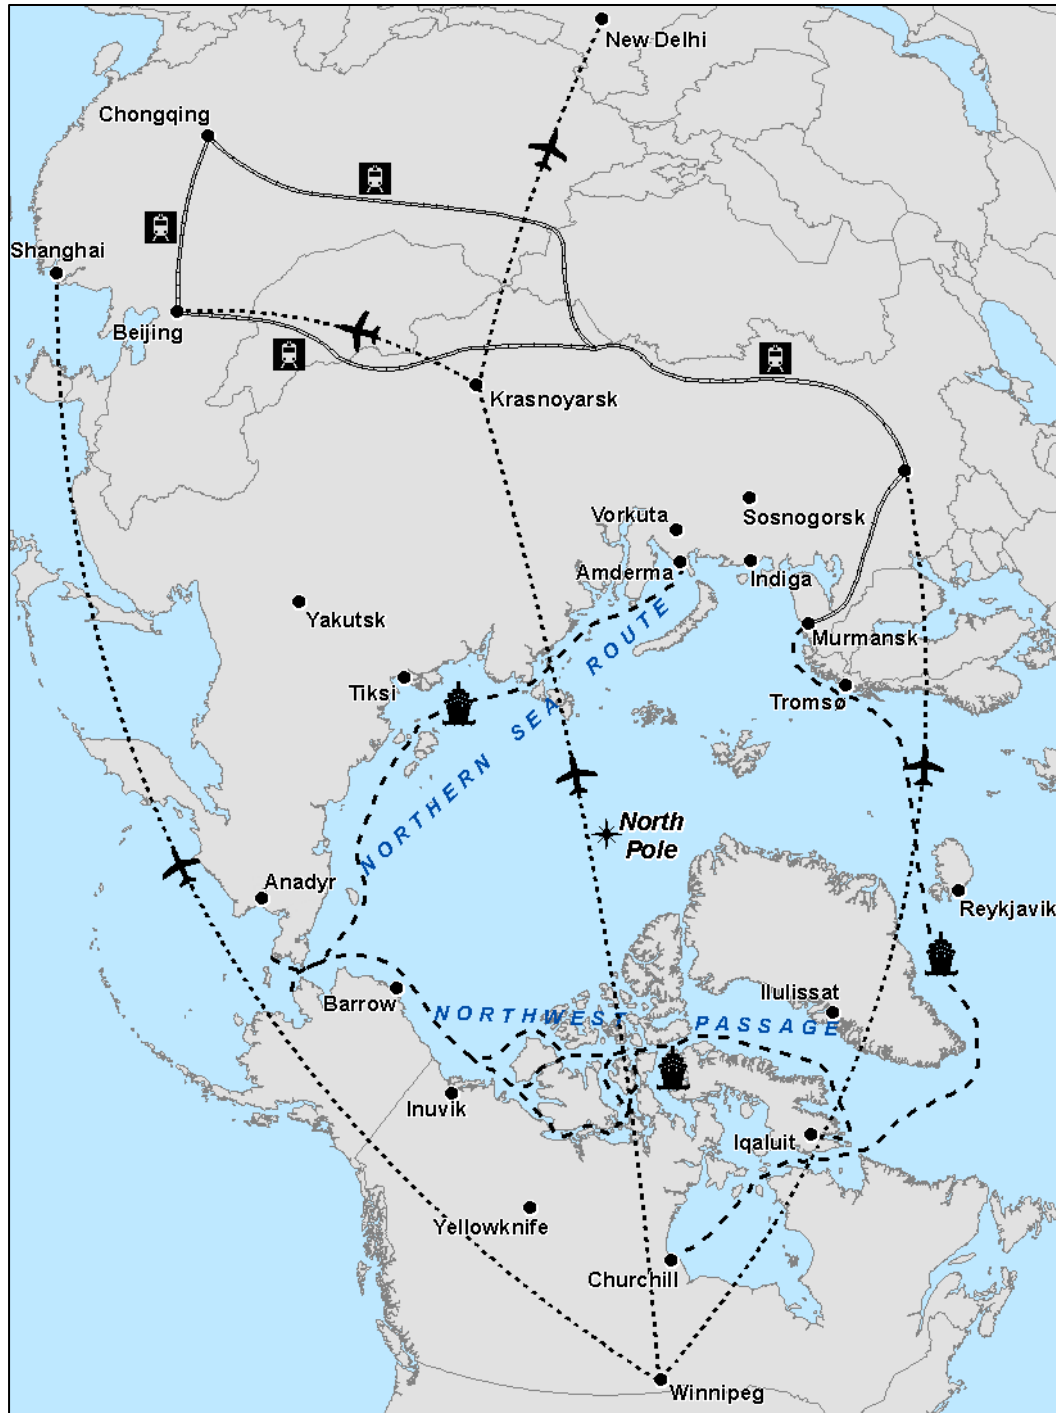 New Delhi
Chongqing
Shanghai
Beijing
Krasnoyarsk
Vorkuta
Sosnogorsk
Amderma
Indiga
Yakutsk
Murmansk
Tiksi
Tromsø
NORTHERN SEA ROUTE
North
Pole
Anadyr
Reykjavik
Barrow
Ilulissat
NORTHWEST PASSAGE
Inuvik
Iqaluit
Yellowknife
Churchill
Winnipeg